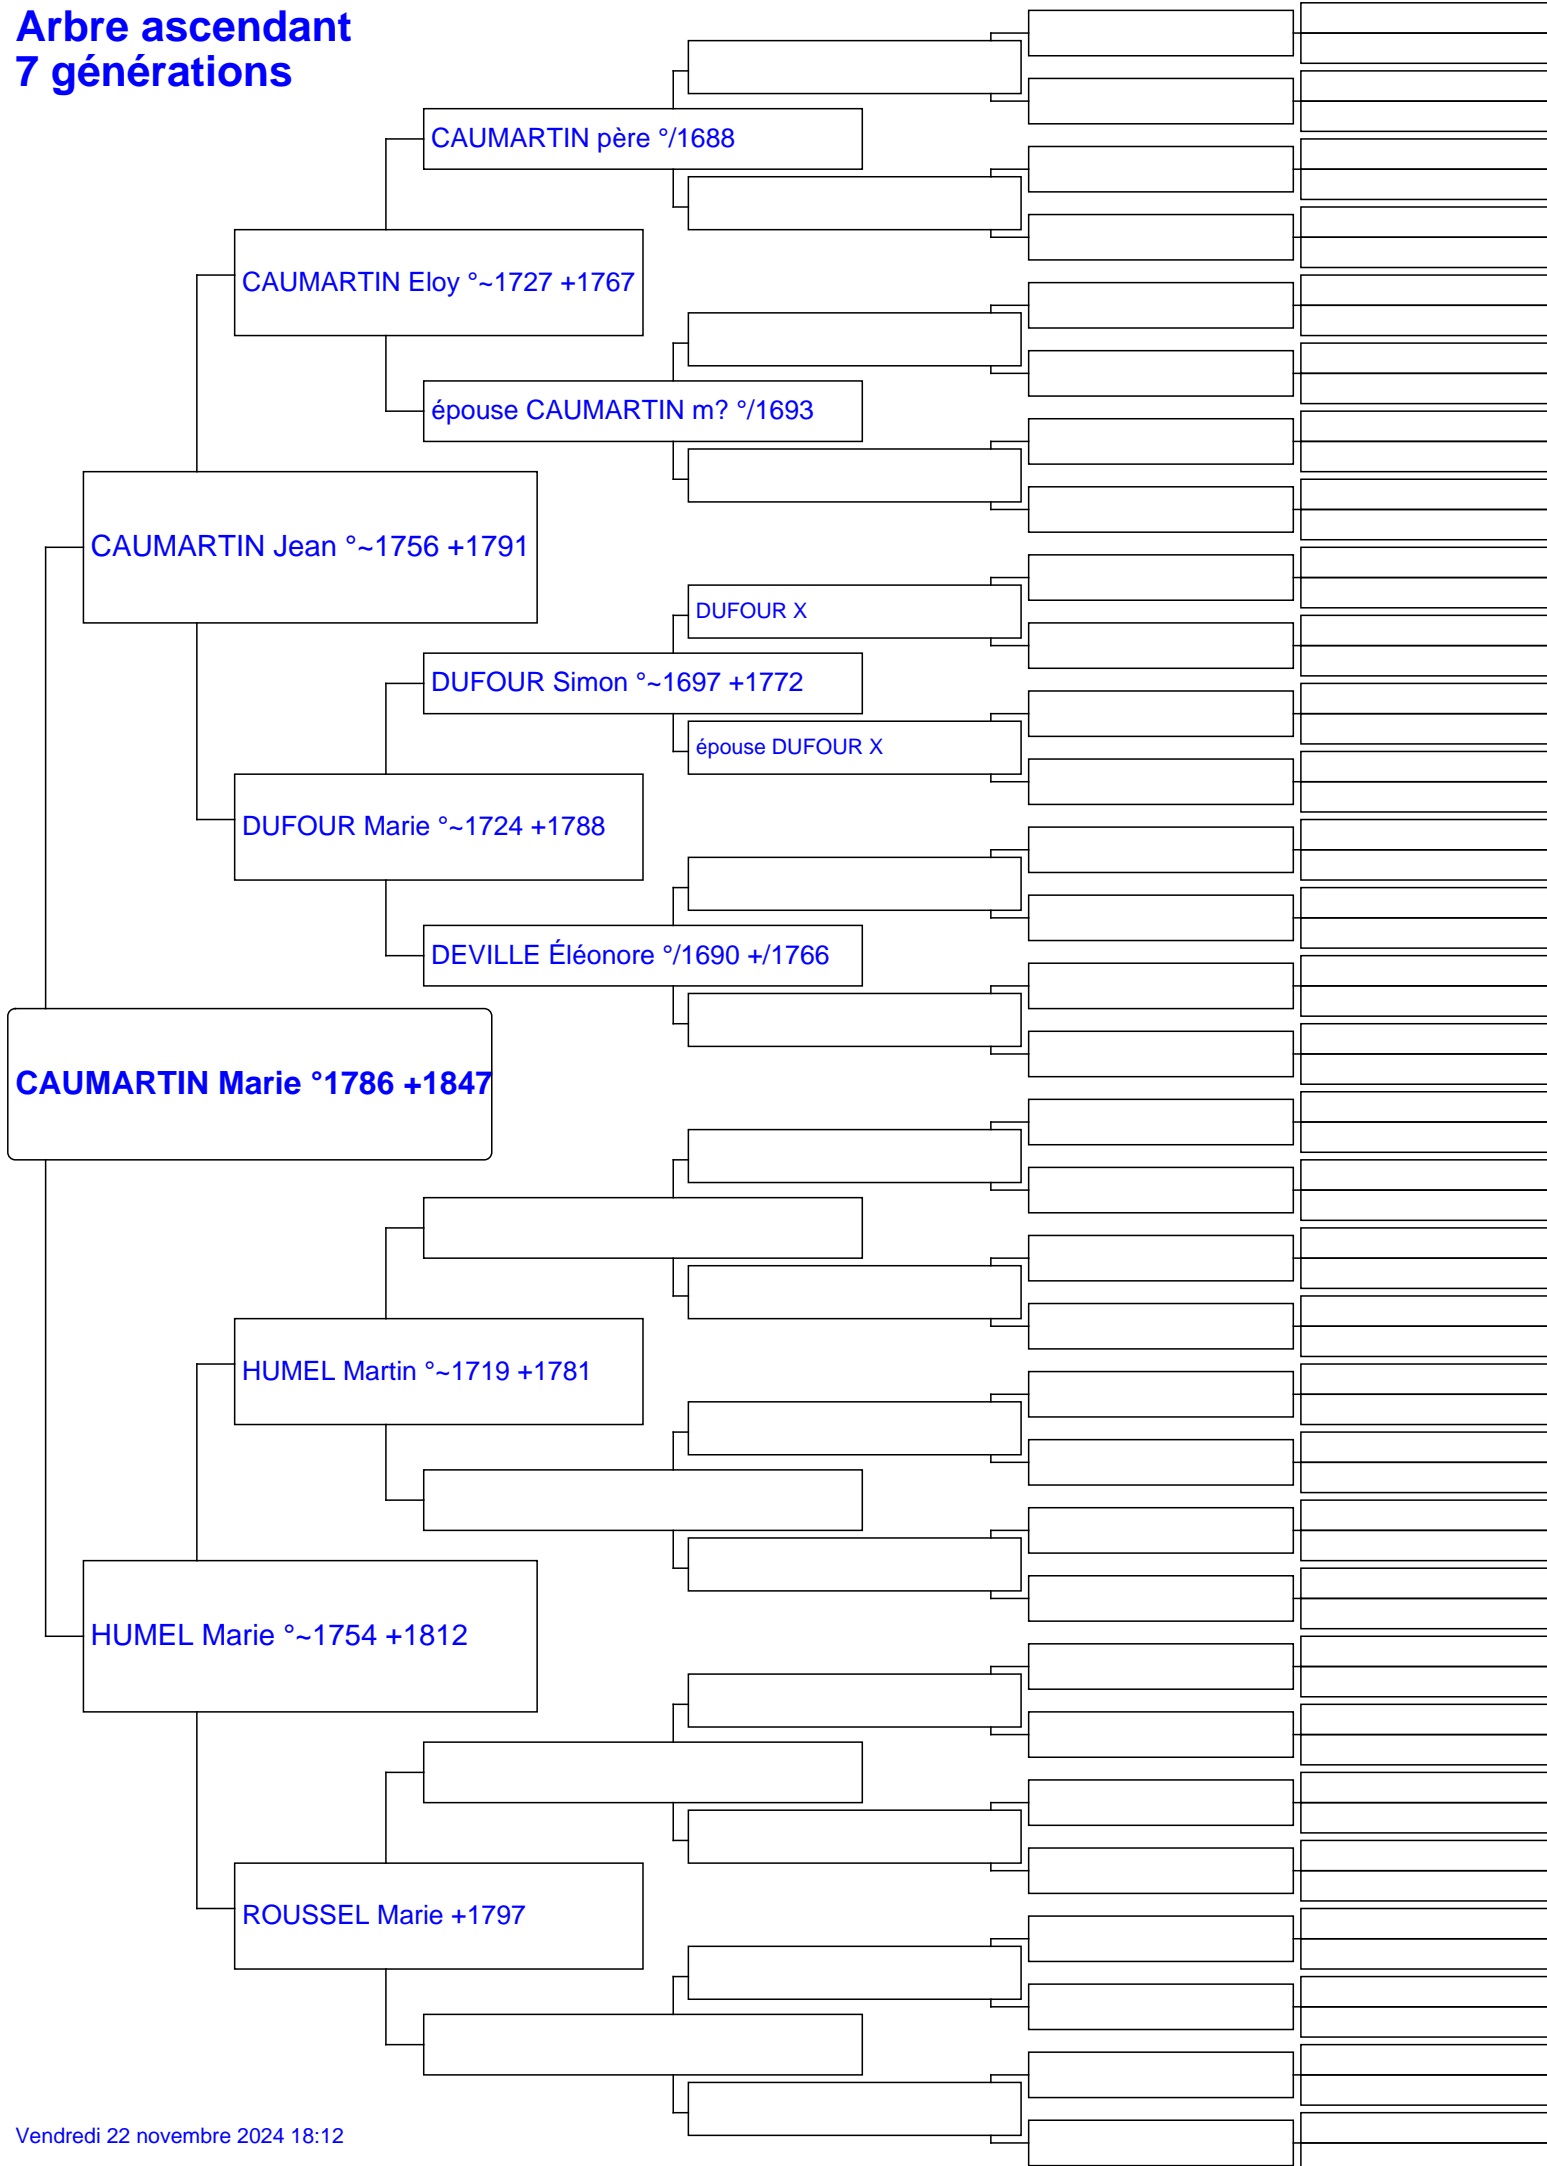 Arbre ascendant
7 générations
CAUMARTIN père °/1688
CAUMARTIN Eloy °~1727 +1767
épouse CAUMARTIN m? °/1693
CAUMARTIN Jean °~1756 +1791
DUFOUR X
DUFOUR Simon °~1697 +1772
épouse DUFOUR X
DUFOUR Marie °~1724 +1788
DEVILLE Éléonore °/1690 +/1766
CAUMARTIN Marie °1786 +1847
HUMEL Martin °~1719 +1781
HUMEL Marie °~1754 +1812
ROUSSEL Marie +1797
Vendredi 22 novembre 2024 18:12